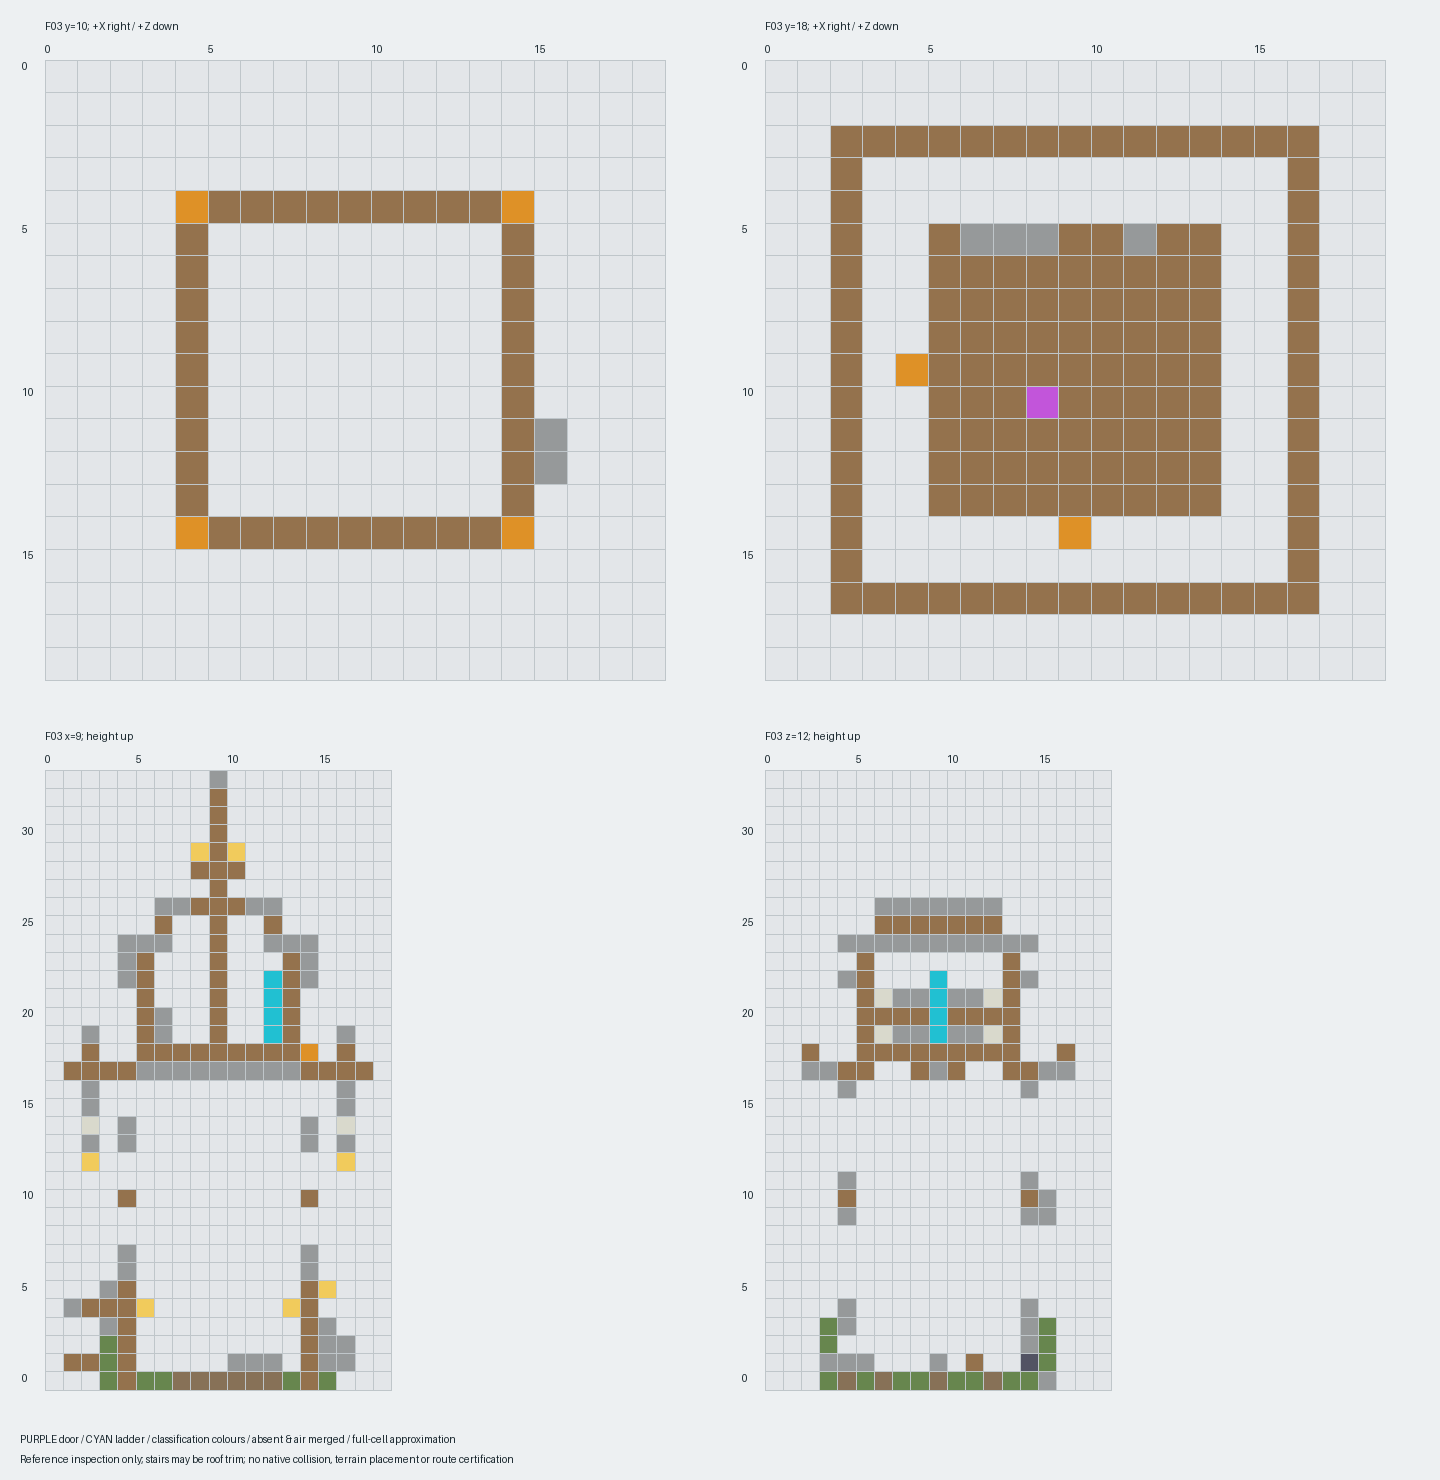 F03 y=10; +X right / +Z down
0 5 10 15
0
5
10
15
F03 y=18; +X right / +Z down
0 5 10 15
0
5
10
15
F03 x=9; height up
0 5 10 15
30
25
20
15
10
5
0
F03 z=12; height up
0 5 10 15
30
25
20
15
10
5
0
PURPLE door / CYAN ladder / classification colours / absent & air merged / full-cell approximation
Reference inspection only; stairs may be roof trim; no native collision, terrain placement or route certification